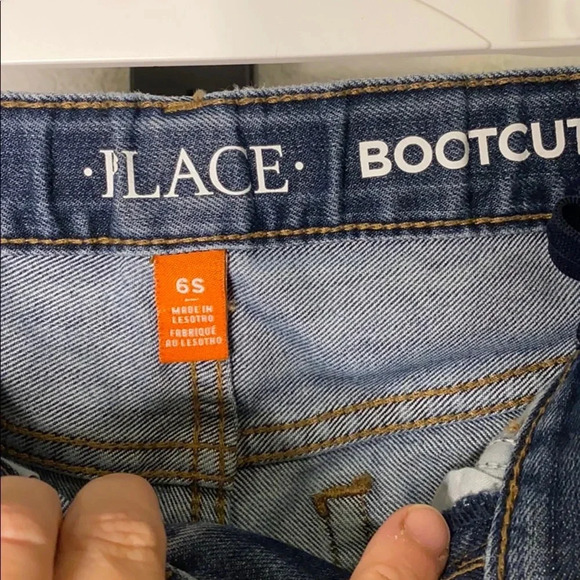 ·PLACE·
BOOTCUT
6S
MADE IN
LESOTHO
FABRIQUÉ
AU LESOTHO